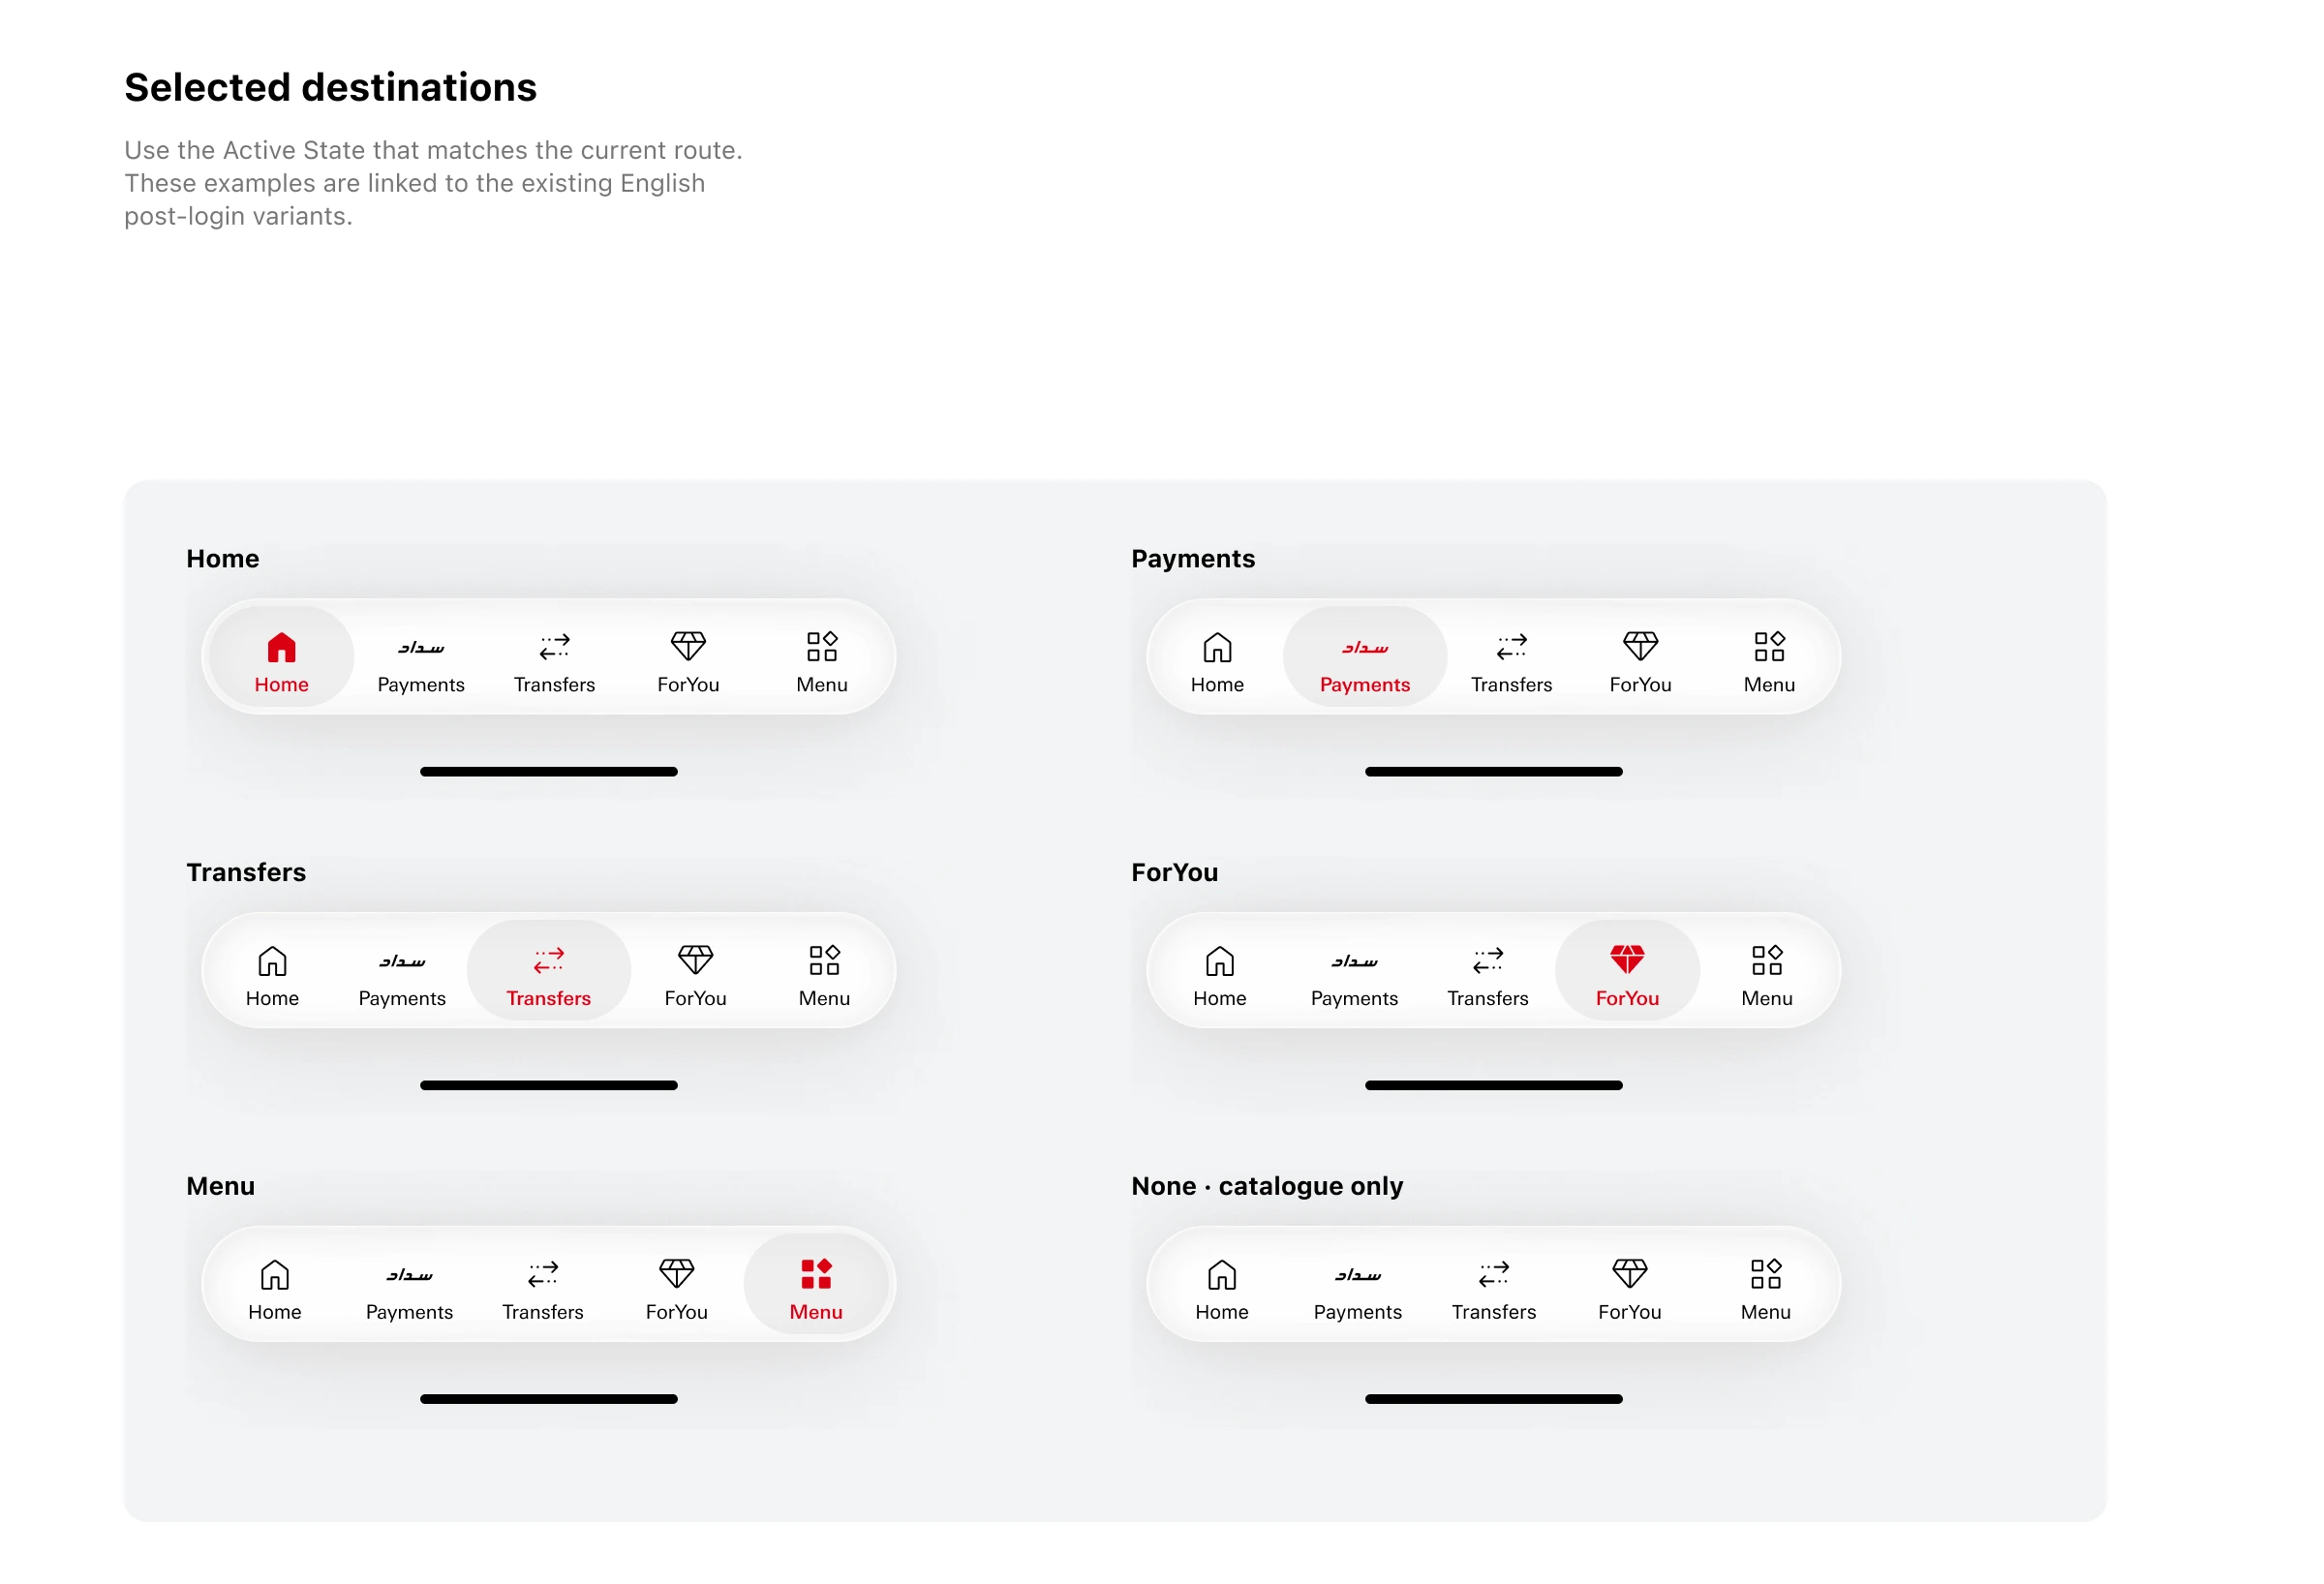 Selected destinations
Use the Active State that matches the current route.
These examples are linked to the existing English
post-login variants.
Home
Payments
سداد
Home Payments Transfers ForYou Menu
سداد
Home Payments Transfers ForYou Menu
Transfers
ForYou
سداد
Home Payments Transfers ForYou Menu
سداد
Home Payments Transfers ForYou Menu
Menu
None · catalogue only
سداد
Home Payments Transfers ForYou Menu
سداد
Home Payments Transfers ForYou Menu